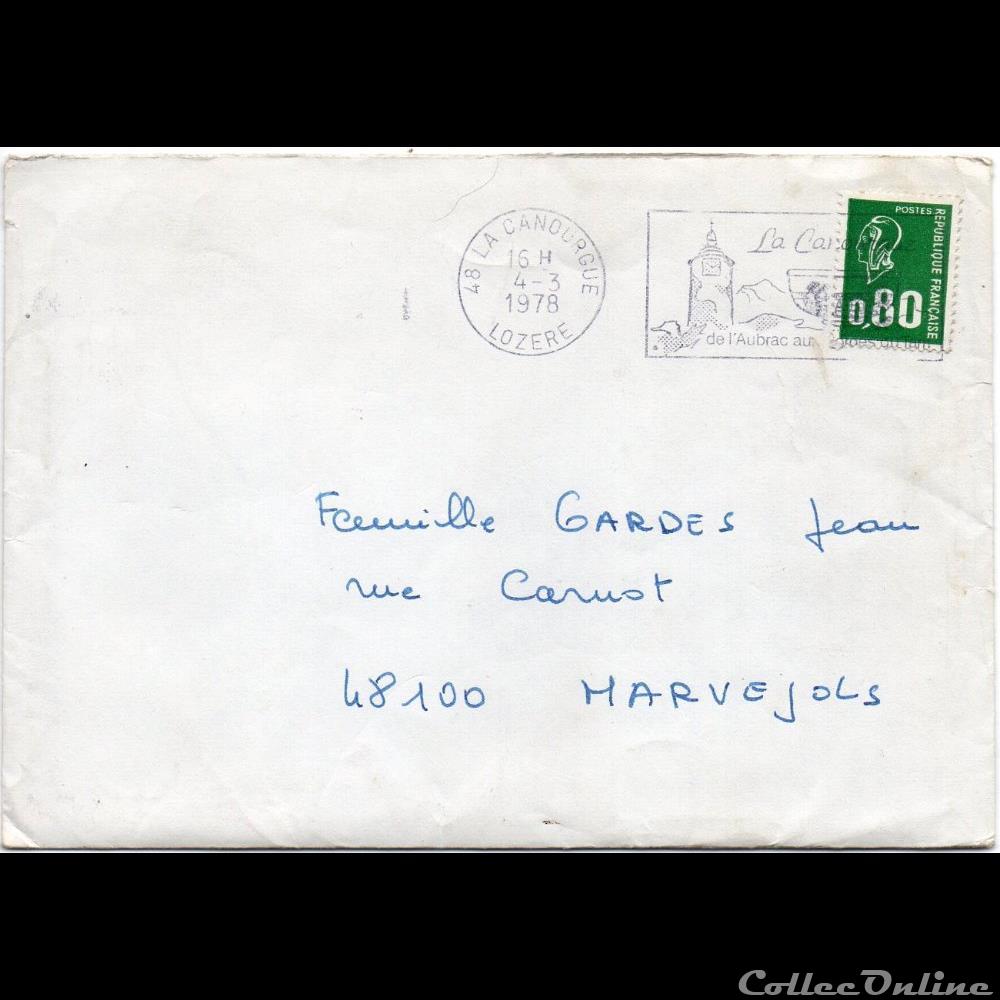 48 LA CANOURGUE
16 H
4-3
1978
LOZERE
La
de l'Aubrac aux
POSTES
REPUBLIQUE FRANÇAISE
0,80
Famille GARDES Jean
rue Carnot
48100 MARVEJOLS
CollecOnline